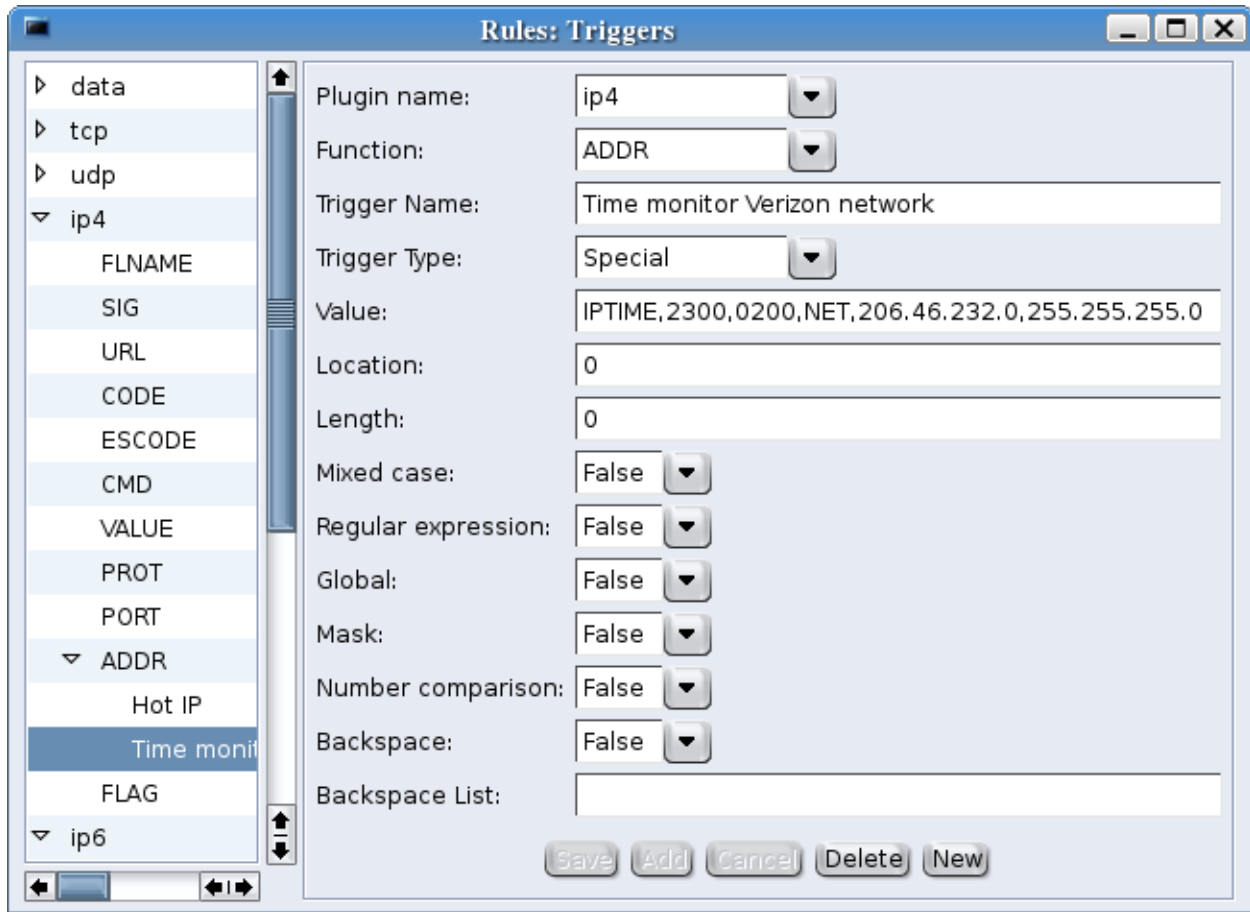 Rules: Triggers
data
tcp
udp
ip4
FLNAME
SIG
URL
CODE
ESCODE
CMD
VALUE
PROT
PORT
ADDR
Hot IP
Time monit
FLAG
ip6
Plugin name: ip4
Function: ADDR
Trigger Name: Time monitor Verizon network
Trigger Type: Special
Value: IPTIME,2300,0200,NET,206.46.232.0,255.255.255.0
Location: 0
Length: 0
Mixed case: False
Regular expression: False
Global: False
Mask: False
Number comparison: False
Backspace: False
Backspace List:
Save Add Cancel Delete New